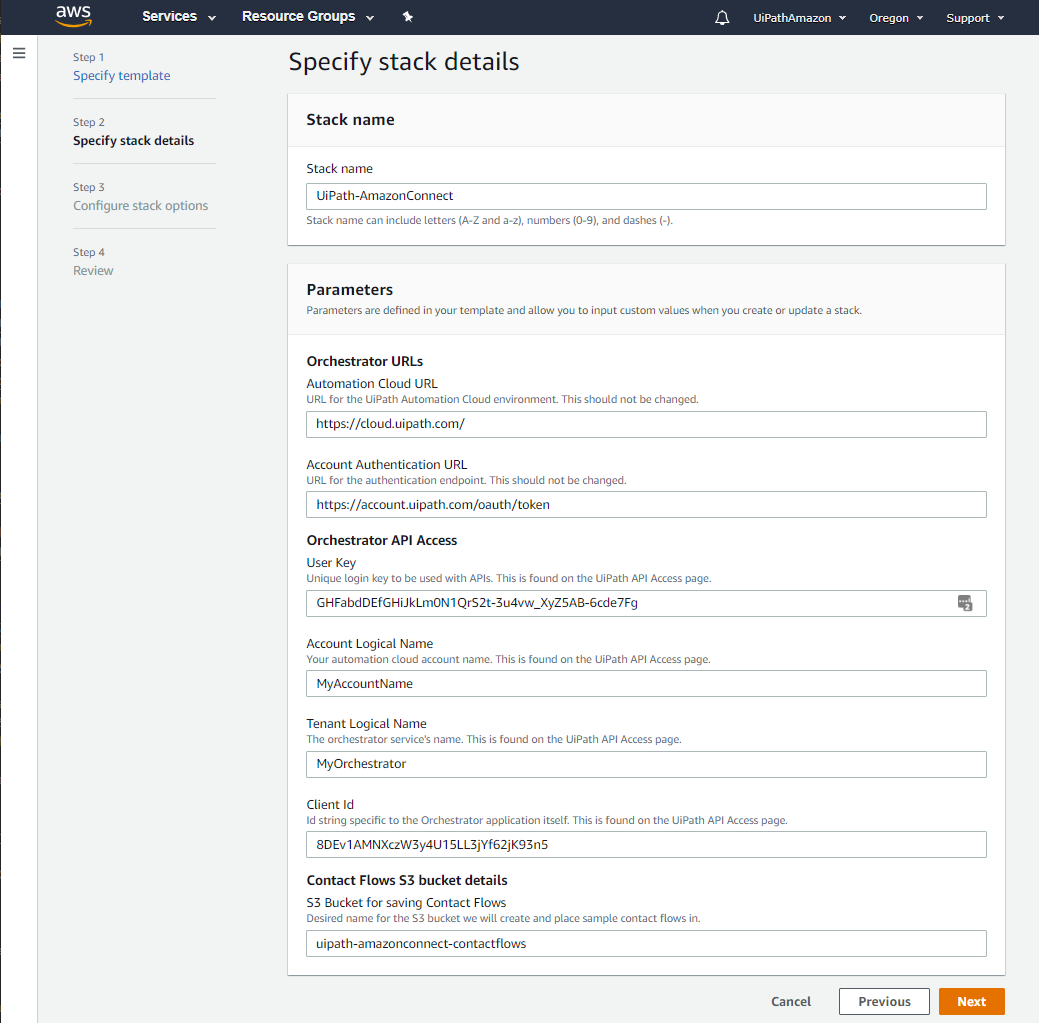 aws Services Resource Groups UiPathAmazon Oregon Support
Step 1
Specify template
Step 2
Specify stack details
Step 3
Configure stack options
Step 4
Review
Specify stack details
Stack name
Stack name
UiPath-AmazonConnect
Stack name can include letters (A-Z and a-z), numbers (0-9), and dashes (-).
Parameters
Parameters are defined in your template and allow you to input custom values when you create or update a stack.
Orchestrator URLs
Automation Cloud URL
URL for the UiPath Automation Cloud environment. This should not be changed.
https://cloud.uipath.com/
Account Authentication URL
URL for the authentication endpoint. This should not be changed.
https://account.uipath.com/oauth/token
Orchestrator API Access
User Key
Unique login key to be used with APIs. This is found on the UiPath API Access page.
GHFabdDEfGHiJkLm0N1QrS2t-3u4vw_XyZ5AB-6cde7Fg
2
Account Logical Name
Your automation cloud account name. This is found on the UiPath API Access page.
MyAccountName
Tenant Logical Name
The orchestrator service's name. This is found on the UiPath API Access page.
MyOrchestrator
Client Id
Id string specific to the Orchestrator application itself. This is found on the UiPath API Access page.
8DEv1AMNXczW3y4U15LL3jYf62jK93n5
Contact Flows S3 bucket details
S3 Bucket for saving Contact Flows
Desired name for the S3 bucket we will create and place sample contact flows in.
uipath-amazonconnect-contactflows
Cancel Previous Next